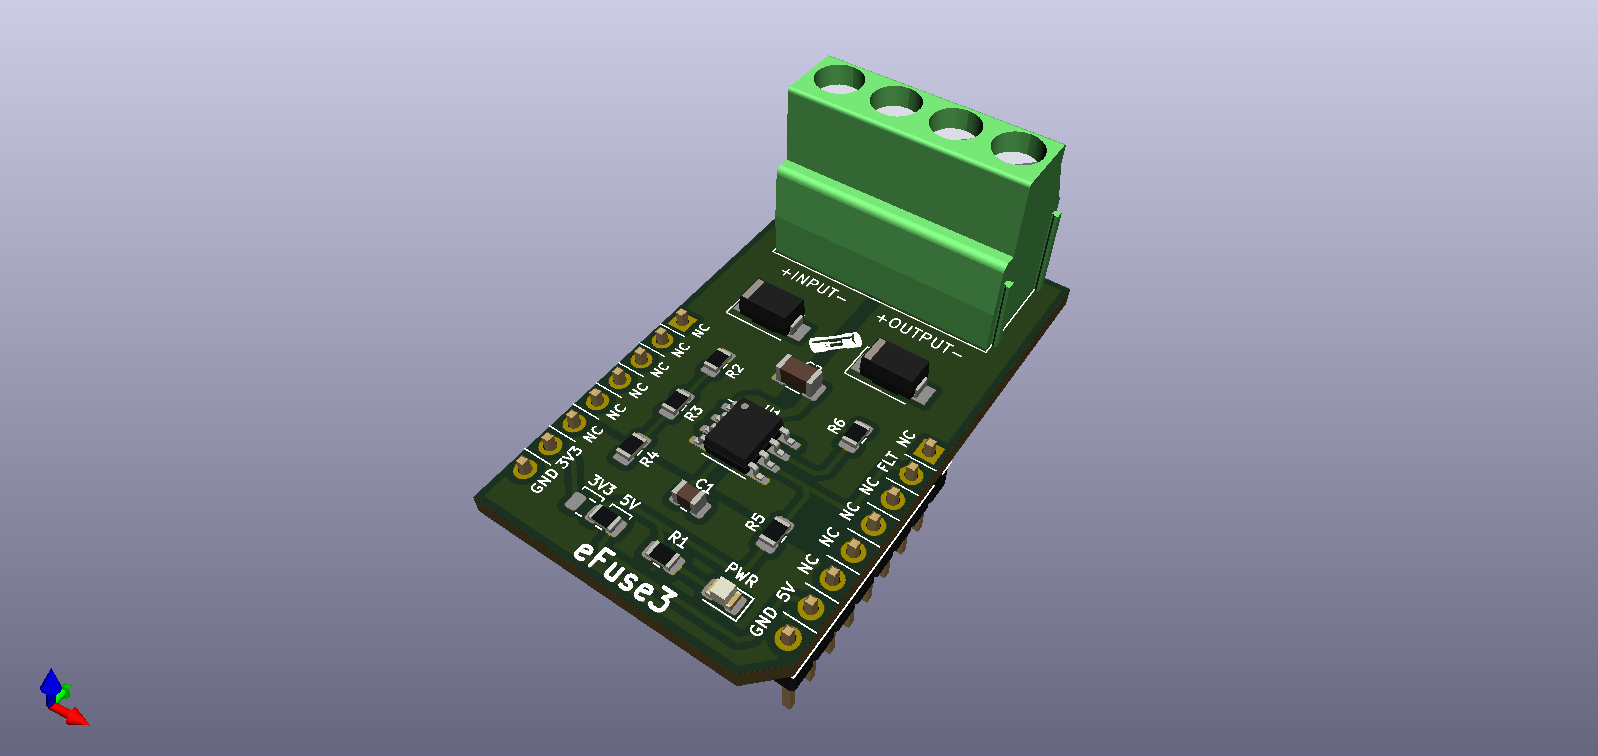 +INPUT-
+OUTPUT-
NC
NC
NC
NC
NC
NC
3V3
GND
R2
R3
R4
R6
NC
FLT
NC
NC
NC
NC
5V
GND
3V3
5V
C1
R5
R1
PWR
eFuse3